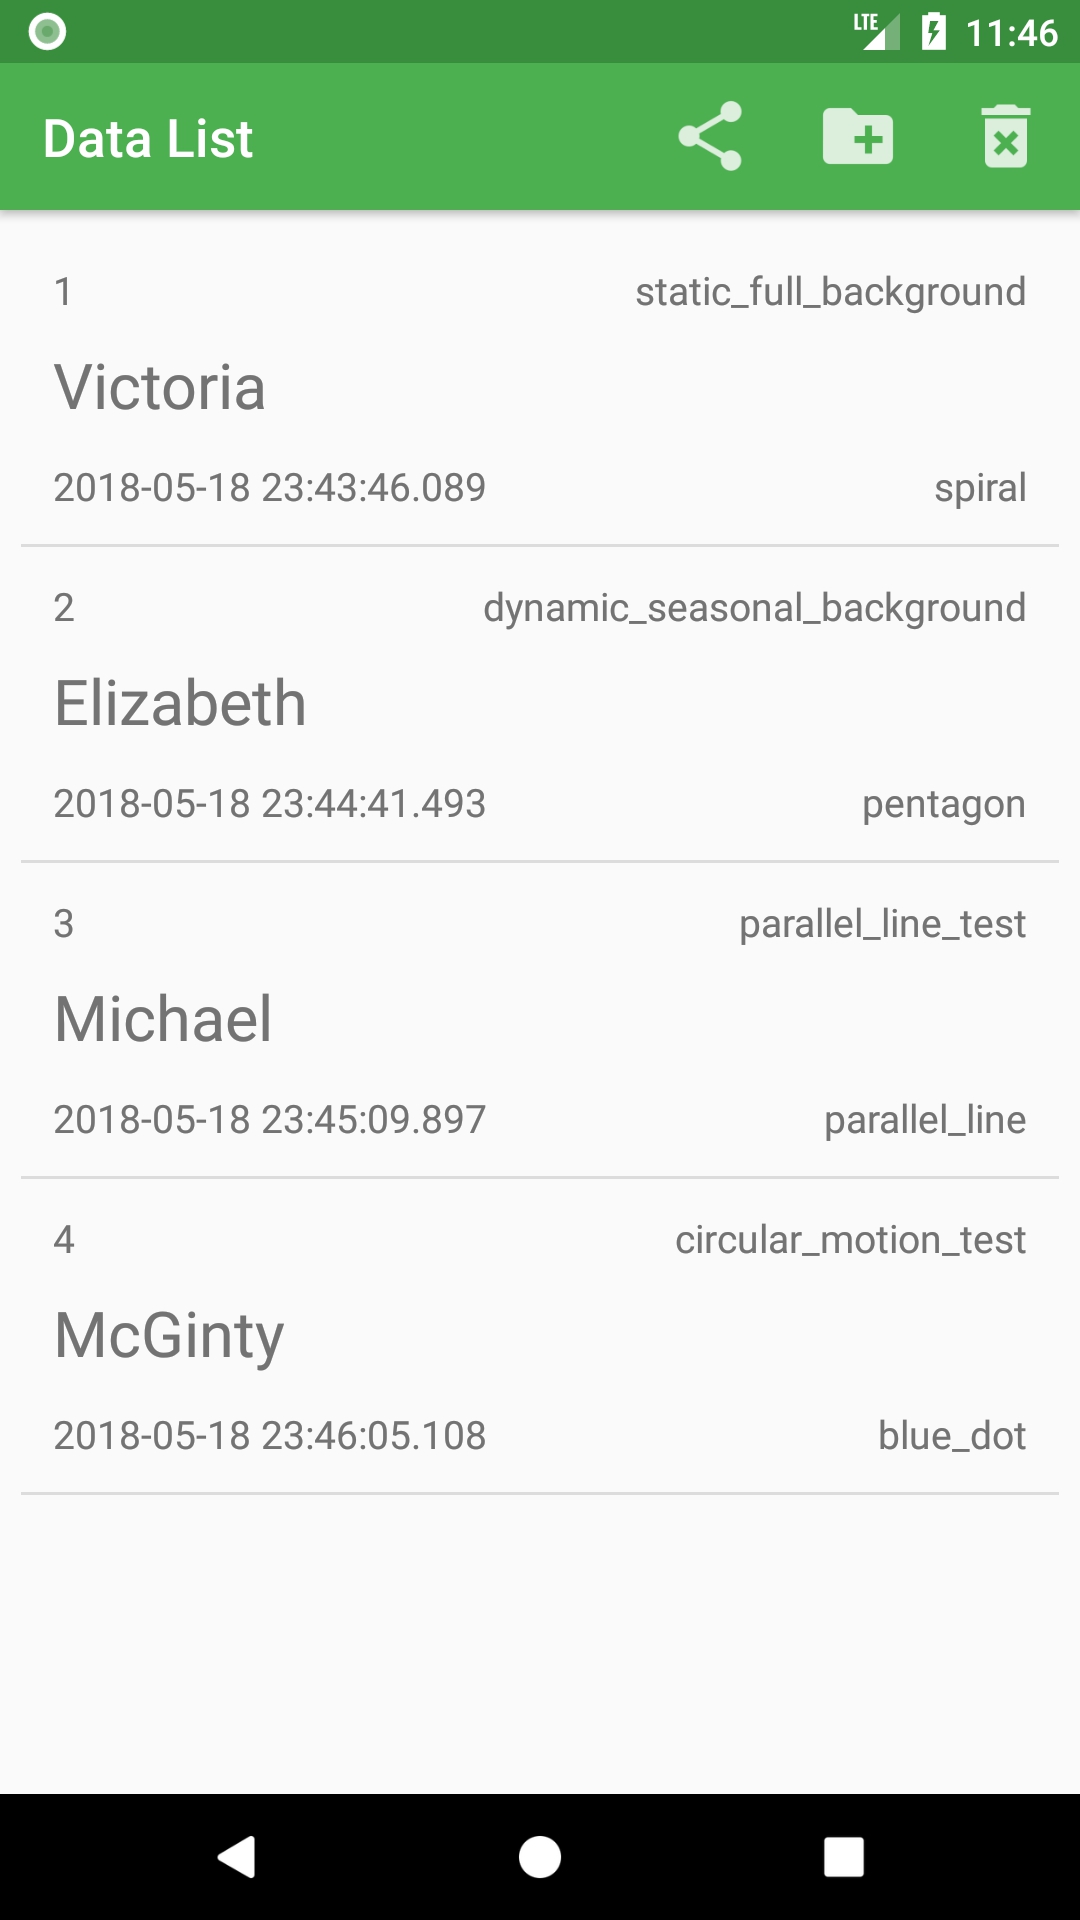 LTE 11:46
Data List
1 static_full_background
Victoria
2018-05-18 23:43:46.089 spiral
2 dynamic_seasonal_background
Elizabeth
2018-05-18 23:44:41.493 pentagon
3 parallel_line_test
Michael
2018-05-18 23:45:09.897 parallel_line
4 circular_motion_test
McGinty
2018-05-18 23:46:05.108 blue_dot